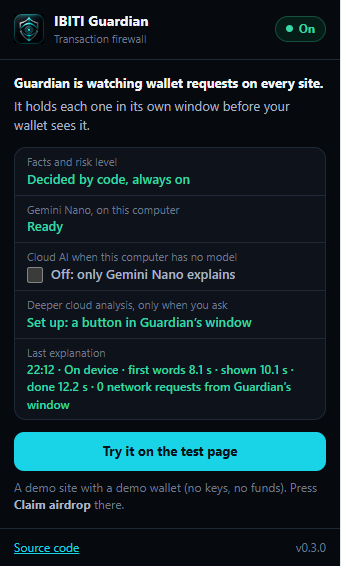 IBITI Guardian
Transaction firewall
On
Guardian is watching wallet requests on every site.
It holds each one in its own window before your
wallet sees it.
Facts and risk level
Decided by code, always on
Gemini Nano, on this computer
Ready
Cloud AI when this computer has no model
Off: only Gemini Nano explains
Deeper cloud analysis, only when you ask
Set up: a button in Guardian's window
Last explanation
22:12 · On device · first words 8.1 s · shown 10.1 s ·
done 12.2 s · 0 network requests from Guardian's
window
Try it on the test page
A demo site with a demo wallet (no keys, no funds). Press
Claim airdrop there.
Source code
v0.3.0